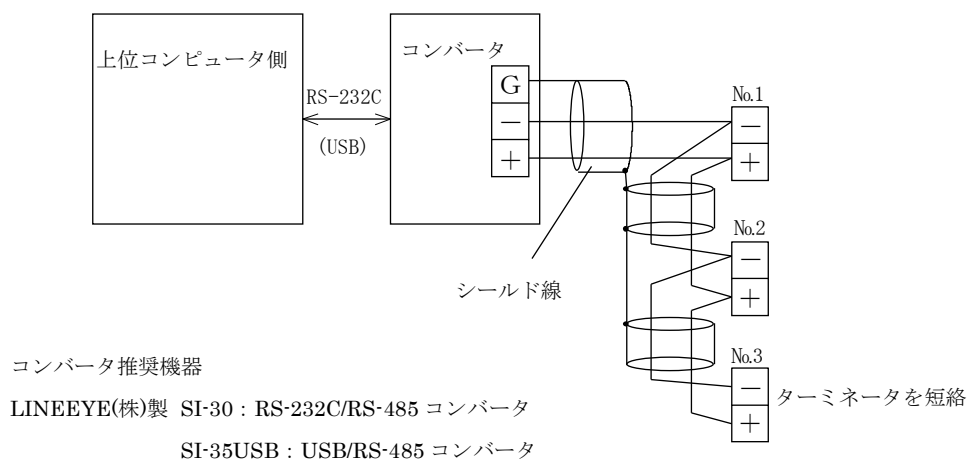 上位コンピュータ側
RS-232C
(USB)
コンバータ
G
－
＋
シールド線
No.1
－
＋
No.2
－
＋
No.3
－
＋
ターミネータを短絡
コンバータ推奨機器
LINEEYE(株)製 SI-30：RS-232C/RS-485 コンバータ
SI-35USB：USB/RS-485 コンバータ